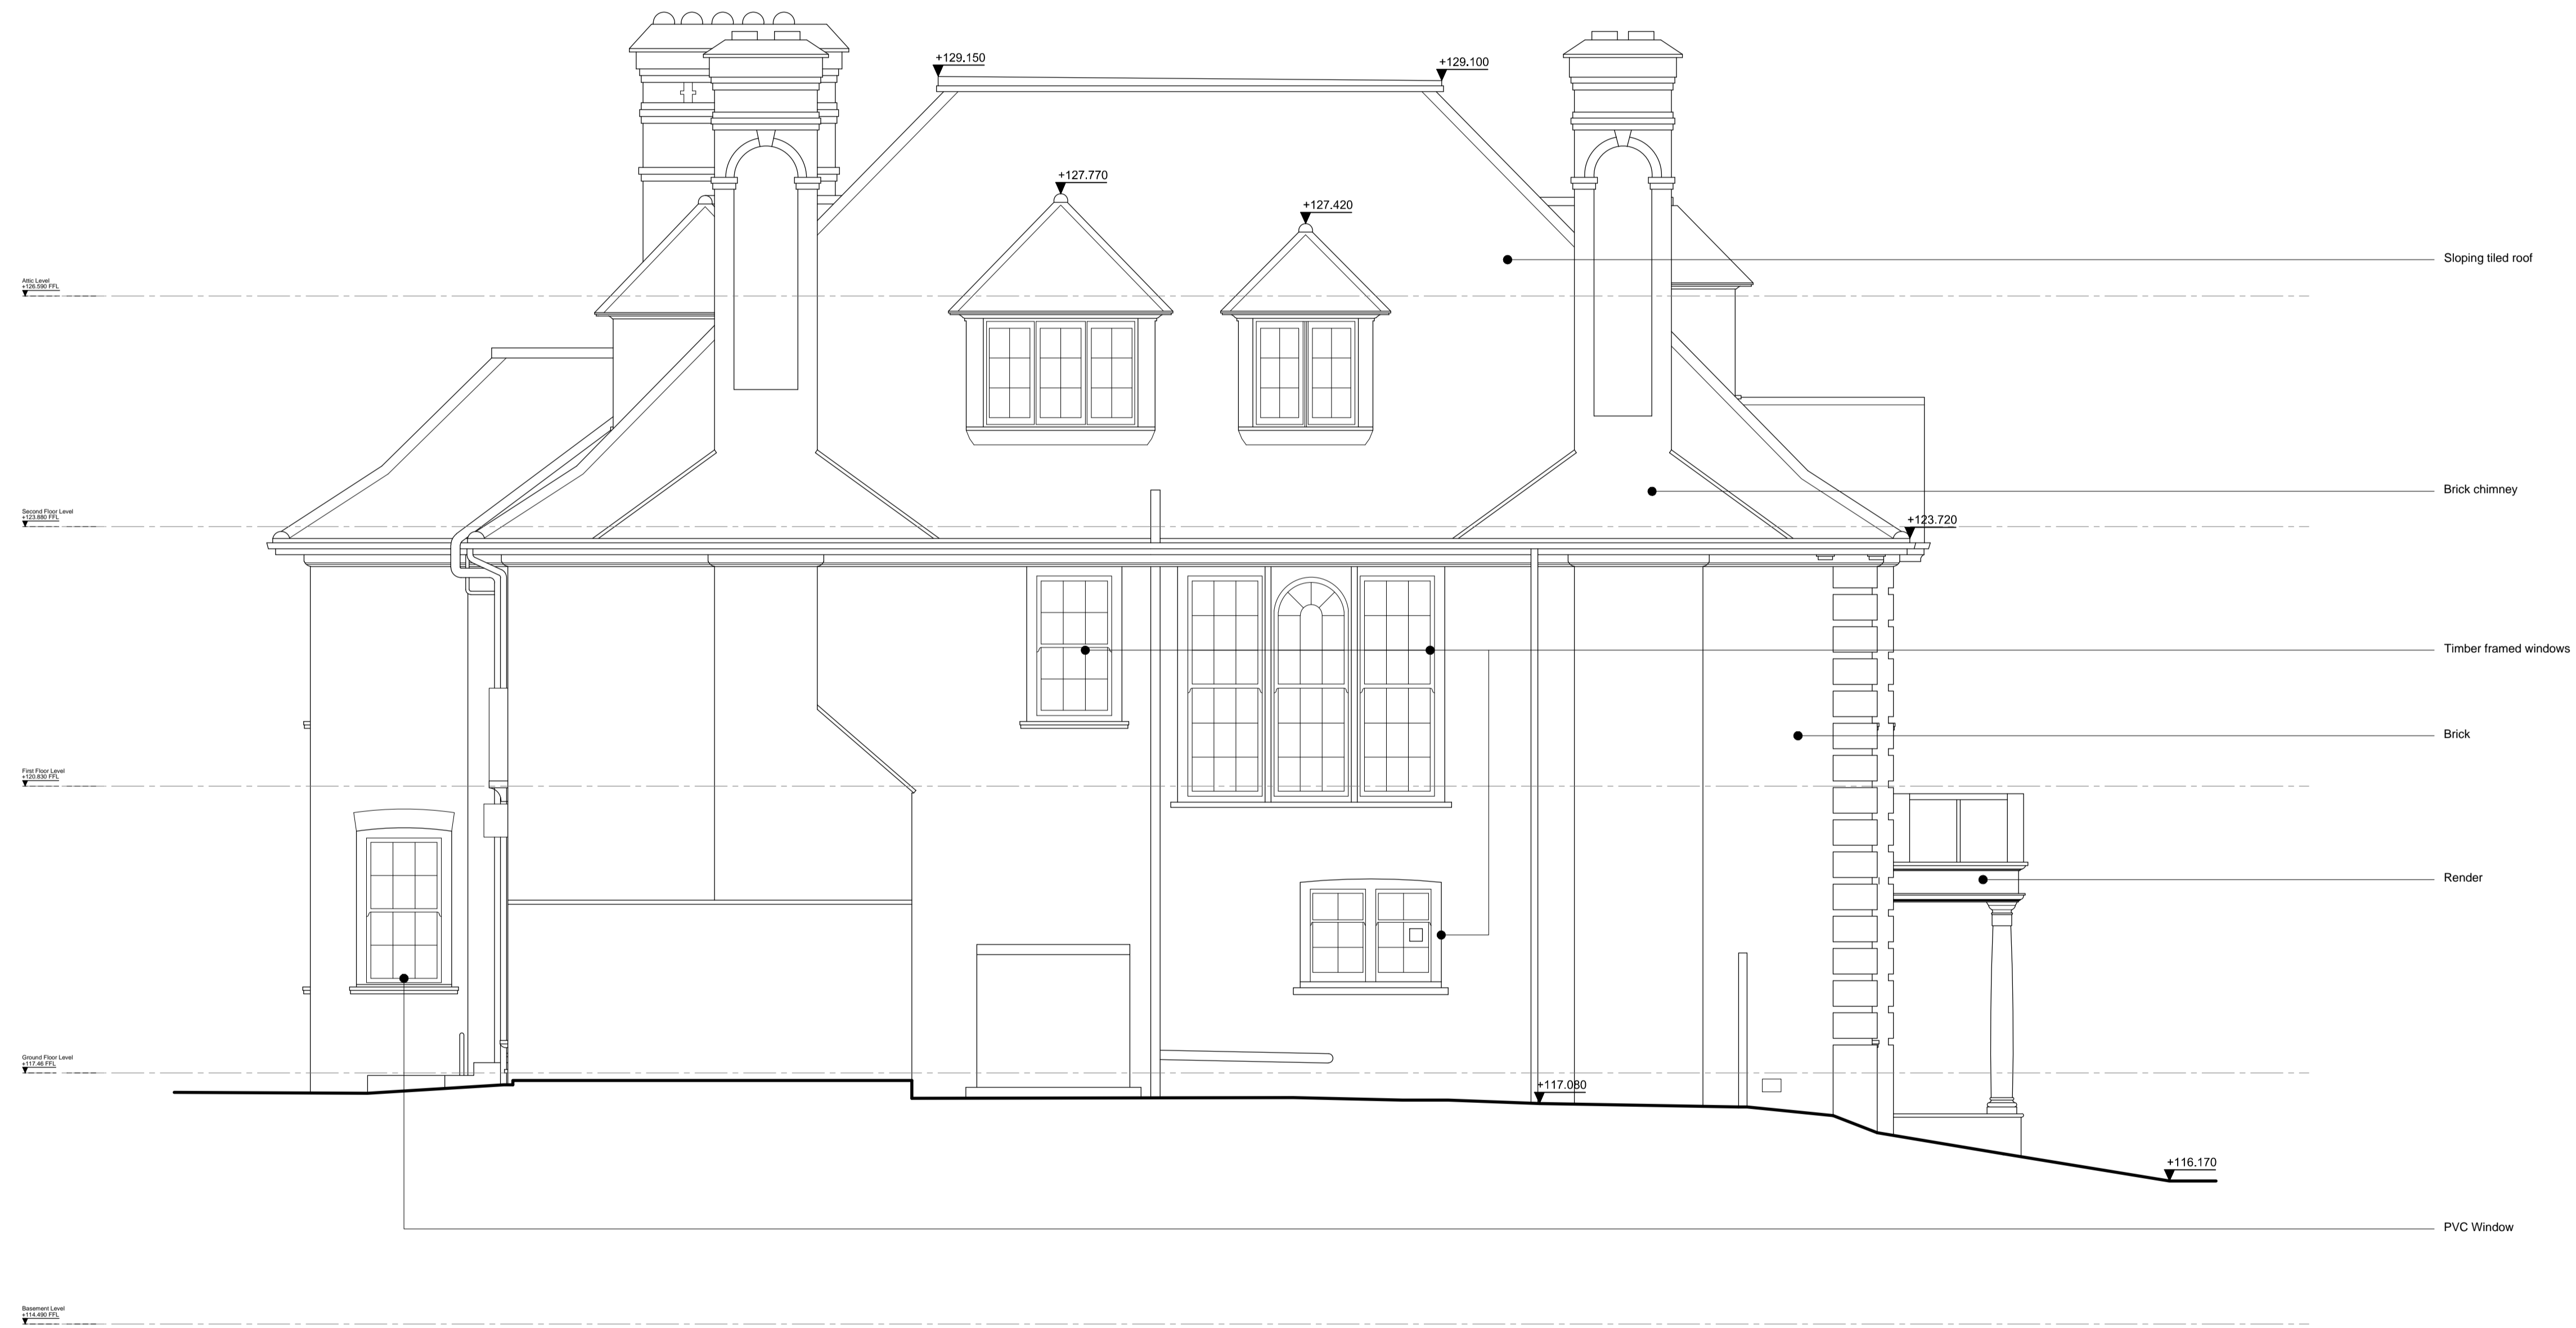 +129.150
+129.100
+127.770
+127.420
Sloping tiled roof
Attic Level
+126.590 FFL
Brick chimney
Second Floor Level
+123.880 FFL
+123.720
Timber framed windows
Brick
First Floor Level
+120.830 FFL
Render
Ground Floor Level
+117.46 FFL
+117.080
+116.170
PVC Window
Basement Level
+114.490 FFL